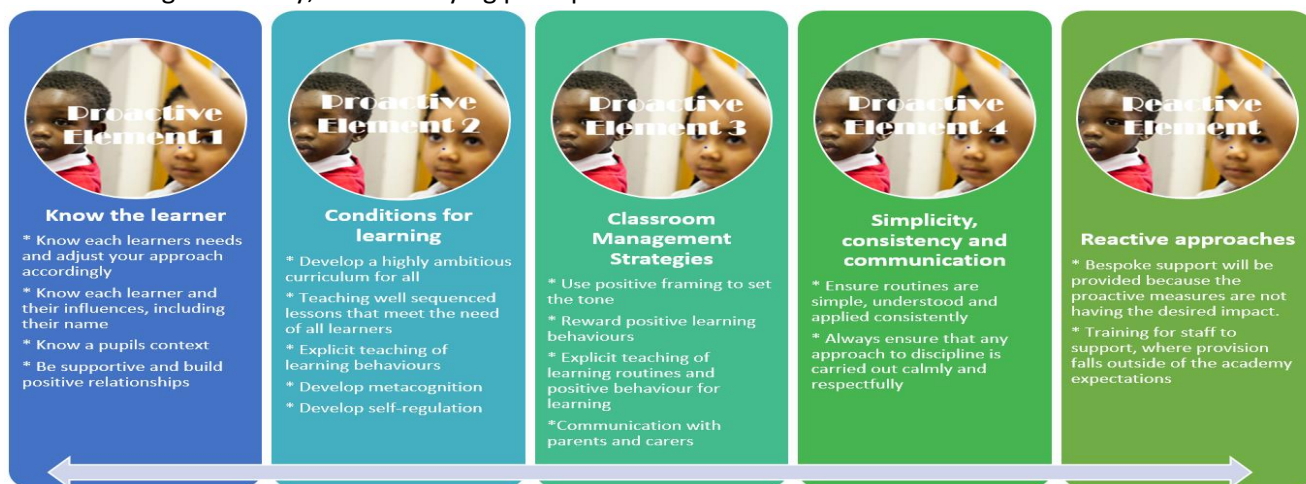 Proactive
Element 1
Know the learner
* Know each learners needs
and adjust your approach
accordingly
* Know each learner and
their influences, including
their name
* Know a pupils context
* Be supportive and build
positive relationships
Proactive
Element 2
Conditions for
learning
* Develop a highly ambitious
curriculum for all
* Teaching well sequenced
lessons that meet the need
of all learners
* Explicit teaching of
learning behaviours
* Develop metacognition
* Develop self-regulation
Proactive
Element 3
Classroom
Management
Strategies
* Use positive framing to set
the tone
* Reward positive learning
behaviours
* Explicit teaching of
learning routines and
positive behaviour for
learning
*Communication with
parents and carers
Proactive
Element 4
Simplicity,
consistency and
communication
* Ensure routines are
simple, understood and
applied consistently
* Always ensure that any
approach to discipline is
carried out calmly and
respectfully
Reactive
Element
Reactive approaches
* Bespoke support will be
provided because the
proactive measures are not
having the desired impact.
* Training for staff to
support, where provision
falls outside of the academy
expectations